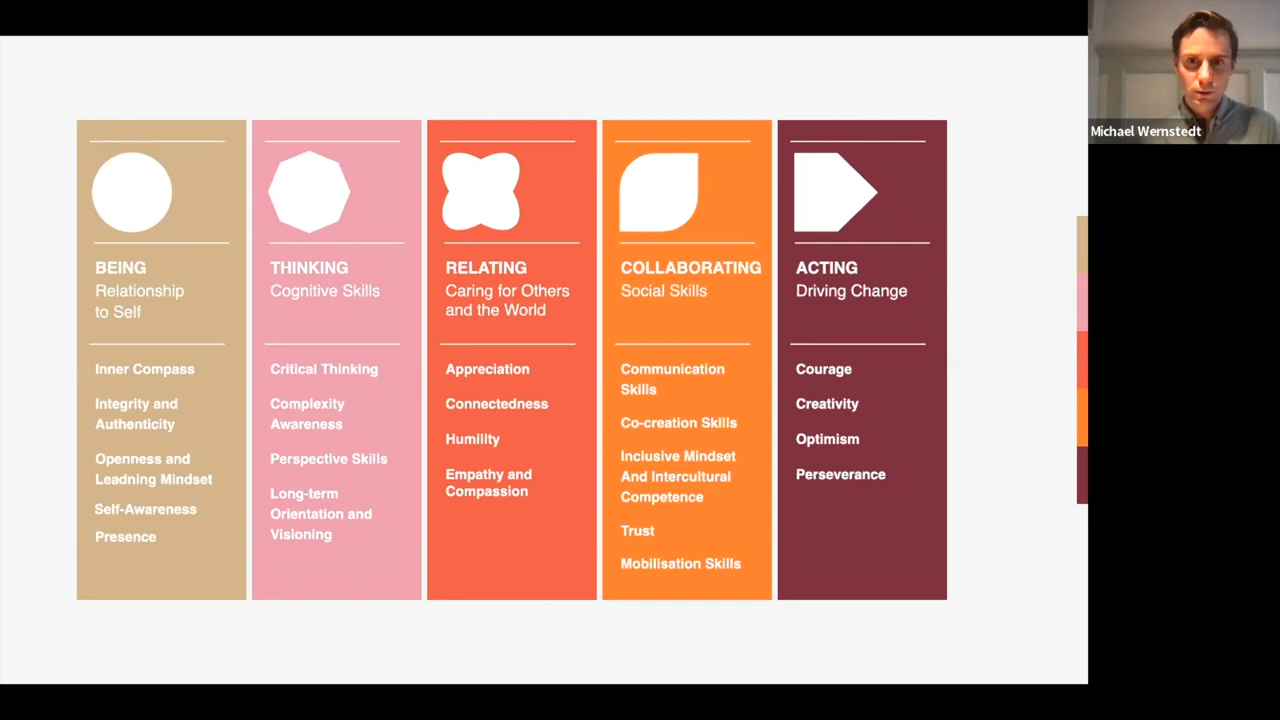 Michael Wernstedt
BEING
Relationship
to Self
Inner Compass
Integrity and
Authenticity
Openness and
Leadning Mindset
Self-Awareness
Presence
THINKING
Cognitive Skills
Critical Thinking
Complexity
Awareness
Perspective Skills
Long-term
Orientation and
Visioning
RELATING
Caring for Others
and the World
Appreciation
Connectedness
Humility
Empathy and
Compassion
COLLABORATING
Social Skills
Communication
Skills
Co-creation Skills
Inclusive Mindset
And Intercultural
Competence
Trust
Mobilisation Skills
ACTING
Driving Change
Courage
Creativity
Optimism
Perseverance